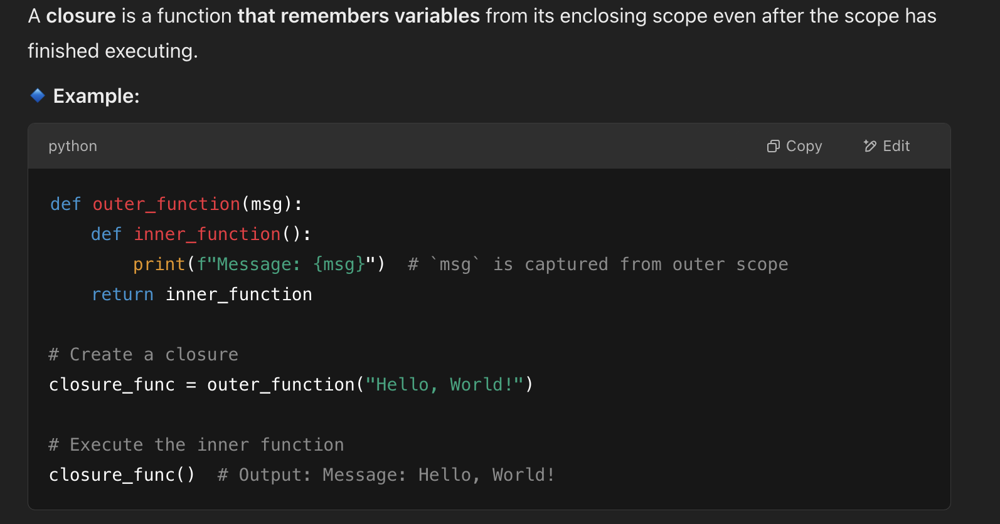 A closure is a function that remembers variables from its enclosing scope even after the scope has
finished executing.
Example:
python
Copy
Edit
def outer_function(msg):
    def inner_function():
        print(f"Message: {msg}")  # `msg` is captured from outer scope
    return inner_function
# Create a closure
closure_func = outer_function("Hello, World!")
# Execute the inner function
closure_func()  # Output: Message: Hello, World!